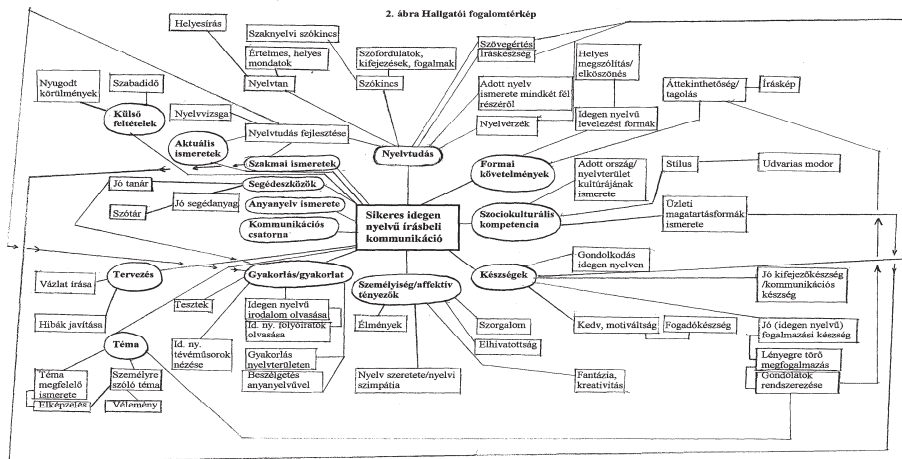 2. ábra Hallgatói fogalomtérkép
Helyesírás
Szaknyelvi szókincs
Értelmes, helyes
mondatok
Nyelvtan
Szófordulatok,
kifejezések, fogalmak
Szókincs
Szövegértés
Íráskészség
Adott nyelv
ismerete mindkét fél
részéről
Nyelvérzék
Helyes
megszólítás/
elköszönés
Idegen nyelvű
levelezési formák
Áttekinthetőség/
tagolás
Íráskép
Nyugodt
körülmények
Szabadidő
Külső
feltételek
Nyelvvizsga
Nyelvtudás fejlesztése
Aktuális
ismeretek
Nyelvtudás
Szakmai ismeretek
Formai
követelmények
Adott ország/
nyelvterület
kultúrájának
ismerete
Stílus
Udvarias modor
Jó tanár
Segédeszközök
Szótár
Jó segédanyag
Anyanyelv ismerete
Kommunikációs
csatorna
Sikeres idegen
nyelvű írásbeli
kommunikáció
Szociokulturális
kompetencia
Üzleti
magatartásformák
ismerete
Gondolkodás
idegen nyelven
Tervezés
Vázlat írása
Hibák javítása
Gyakorlás/gyakorlat
Személyiség/affektív
tényezők
Készségek
Jó kifejezőkészség
/kommunikációs
készség
Tesztek
Idegen nyelvű
irodalom olvasása
Id. ny. folyóiratok
olvasása
Élmények
Szorgalom
Elhivatottság
Kedv, motiváltság
Fogadókészség
Jó (idegen nyelvű)
fogalmazási készség
Téma
Id. ny.
tévéműsorok
nézése
Gyakorlás
nyelvterületen
Beszélgetés
anyanyelvűvel
Nyelv szeretete/nyelvi
szimpátia
Fantázia,
kreativitás
Lényegre törő
megfogalmazás
Gondolatok
rendszerezése
Téma
megfelelő
ismerete
Elképzelés
Személyre
szóló téma
Vélemény